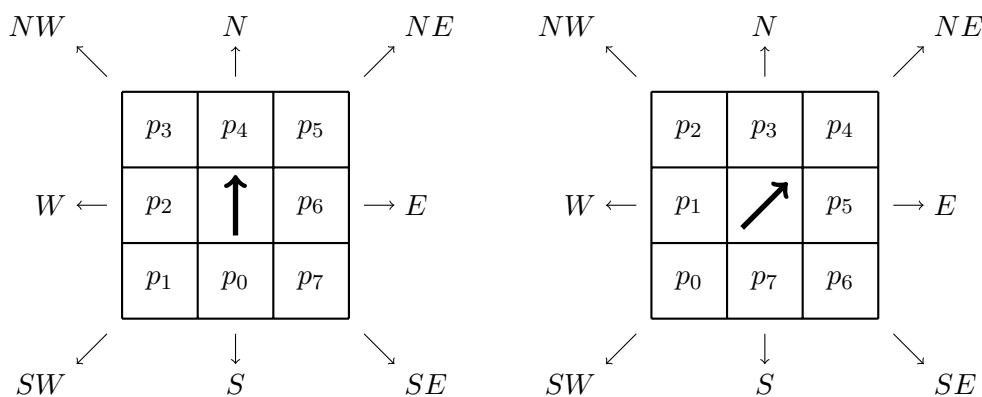 NW N NE NW N NE
p3 p4 p5 p2 p3 p4
W p2 p6 E W p1 p5 E
p1 p0 p7 p0 p7 p6
SW S SE SW S SE